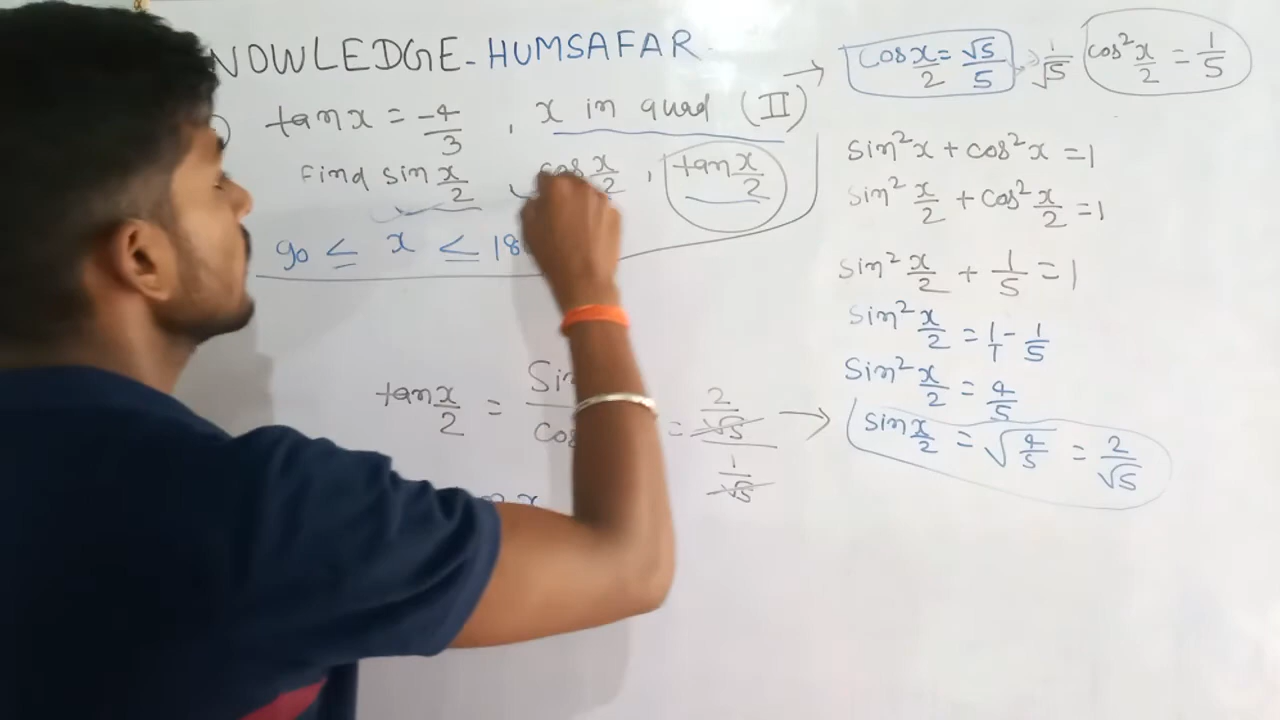 NOWLEDGE-HUMSAFAR
tan x = -4/3 , x in quad (II)
Find sin x/2 , cos x/2 , tan x/2
90 ≤ x ≤ 18
tan x/2 = Sin / cos = 2/√5 / 1/√5
x
→ cos x/2 = √5/5 1/√5 cos² x/2 = 1/5
sin²x + cos²x = 1
sin² x/2 + cos² x/2 = 1
sin² x/2 + 1/5 = 1
sin² x/2 = 1/1 - 1/5
sin² x/2 = 4/5
→ sin x/2 = √4/5 = 2/√5